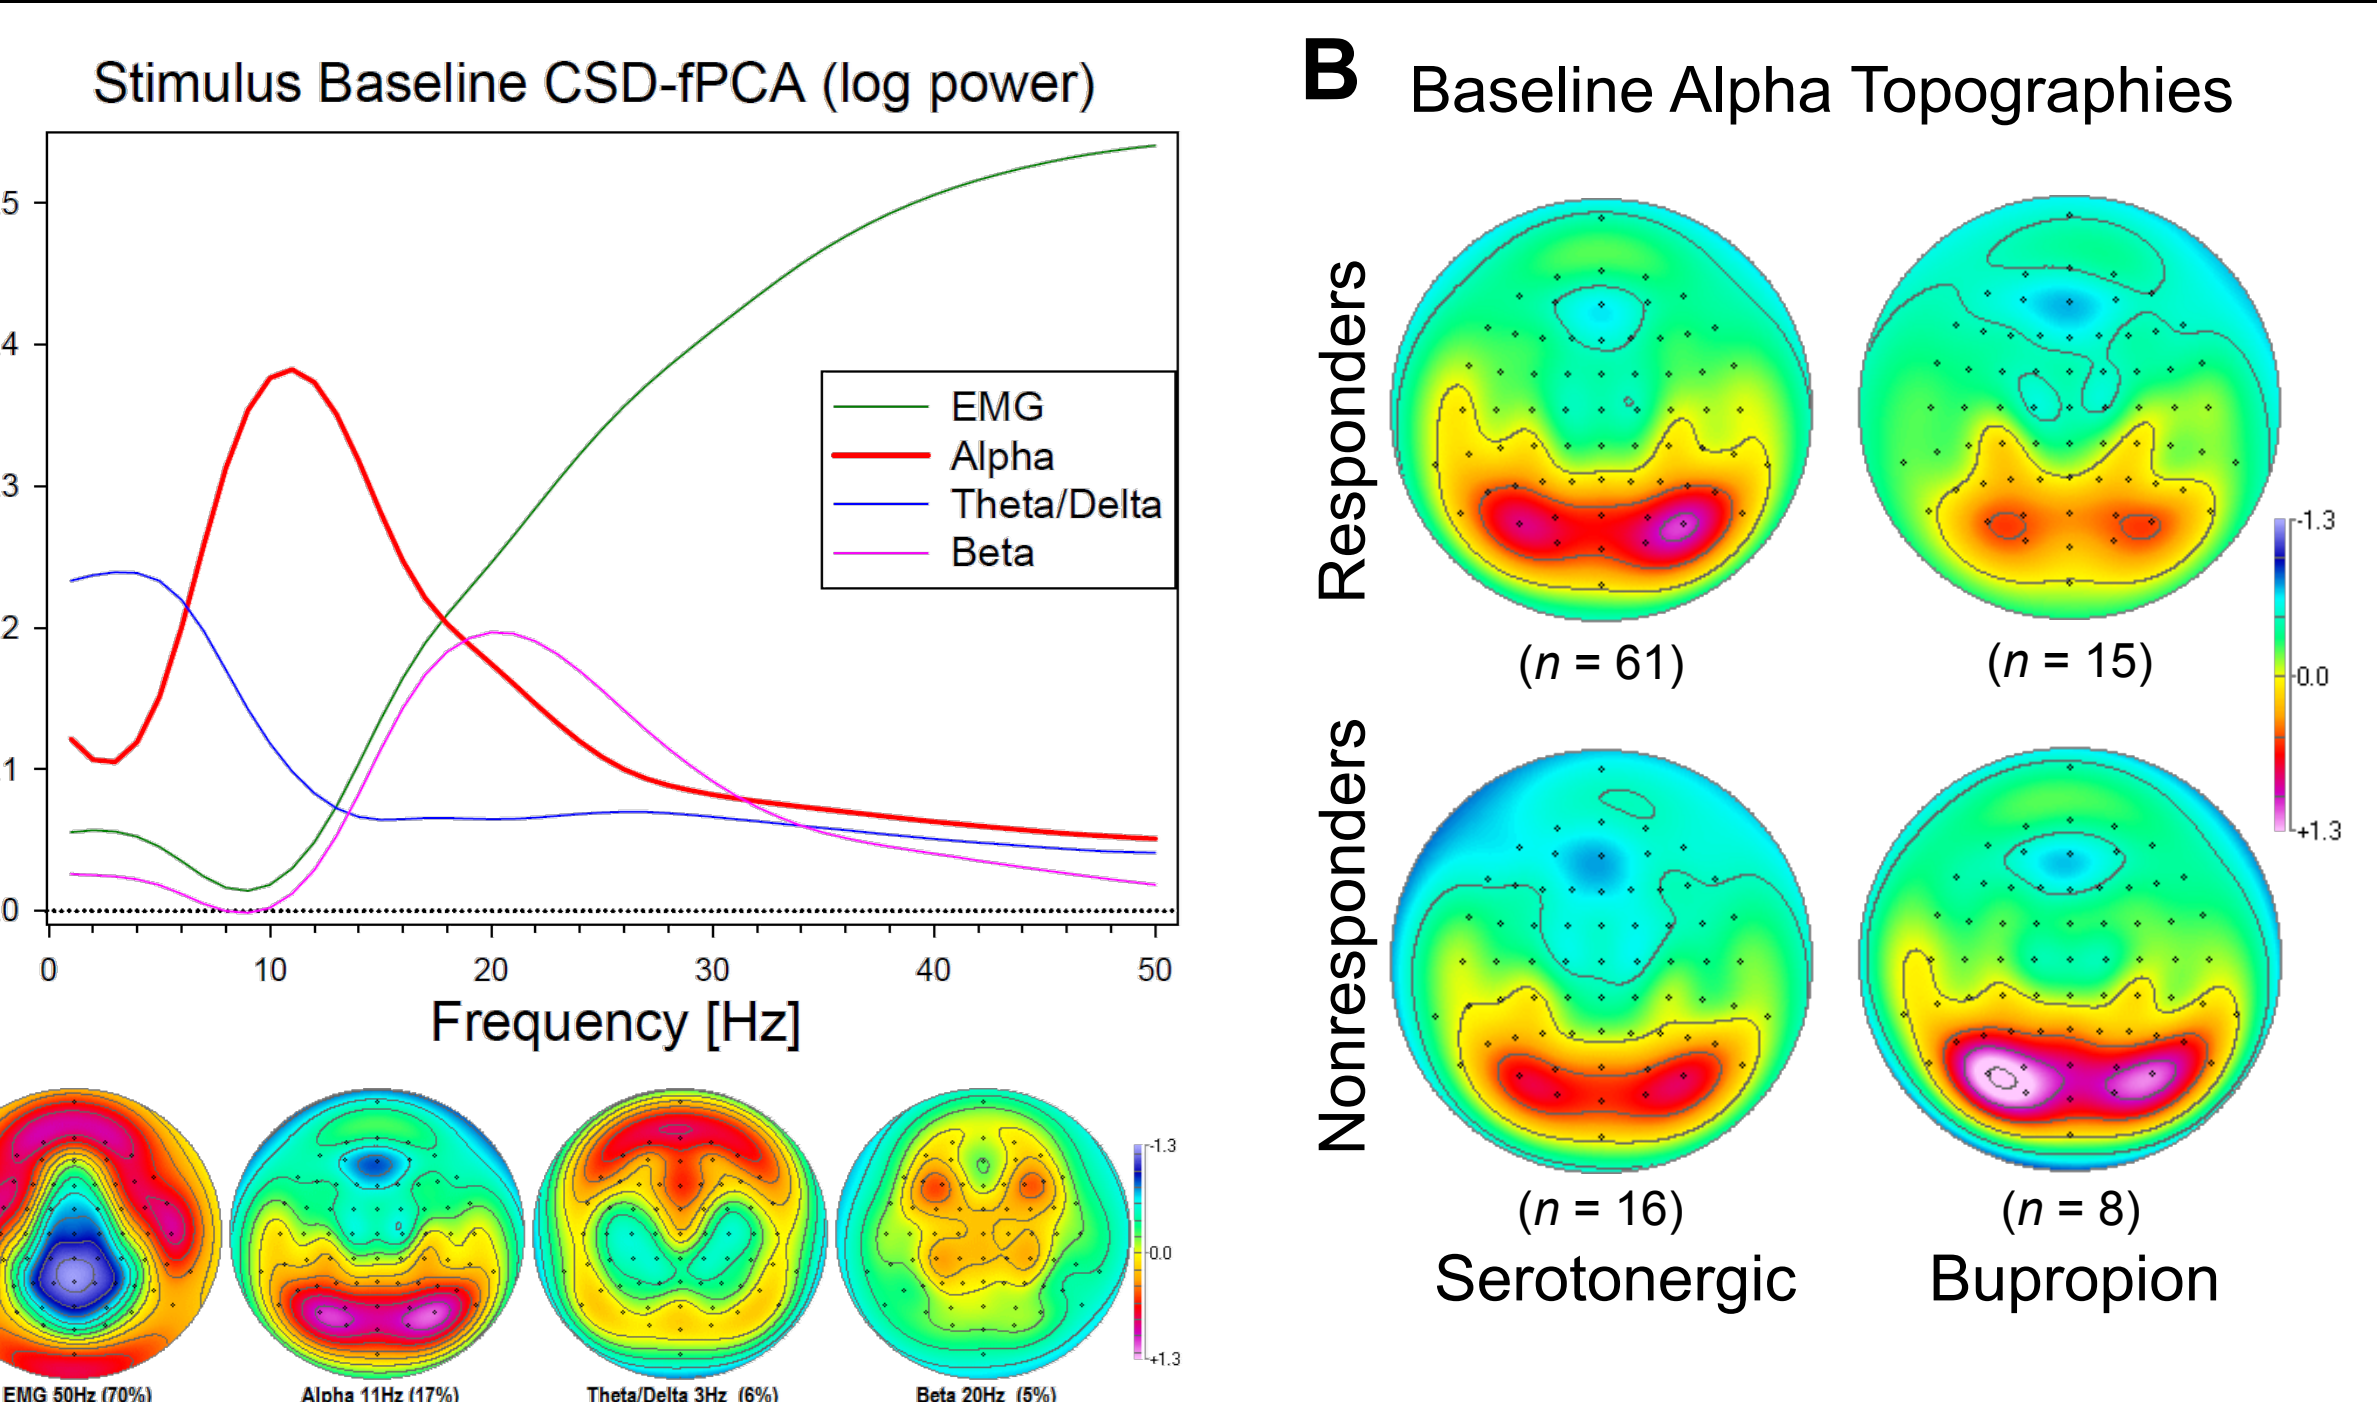 Stimulus Baseline CSD-fPCA (log power)
5
4
3
2
1
0
EMG
Alpha
Theta/Delta
Beta
0 10 20 30 40 50
Frequency [Hz]
-1.3
0.0
+1.3
EMG 50Hz (70%)
Alpha 11Hz (17%)
Theta/Delta 3Hz (6%)
Beta 20Hz (5%)
B
Baseline Alpha Topographies
Responders
(n = 61)
(n = 15)
-1.3
0.0
+1.3
Nonresponders
(n = 16)
(n = 8)
Serotonergic
Bupropion